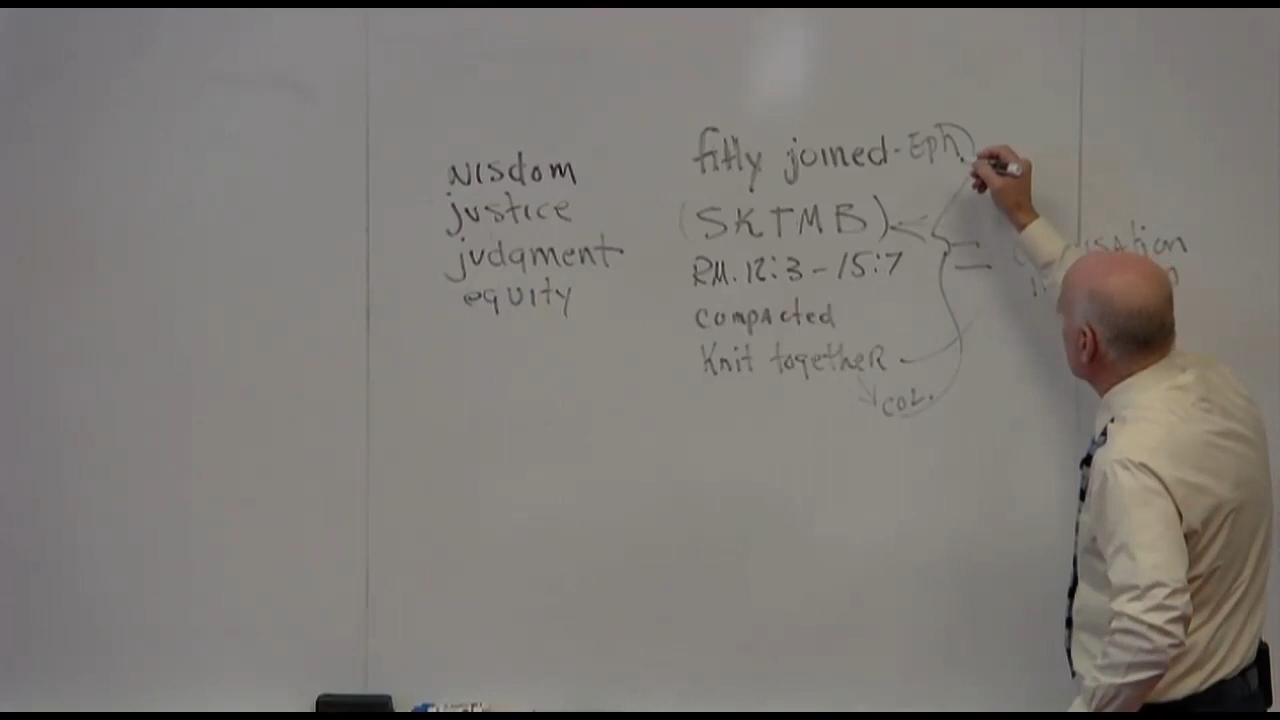 wisdom
justice
judgment
equity
fitly joined - Eph
(SKTMB)
RM. 12:3 - 15:7
compacted
Knit together
COL.